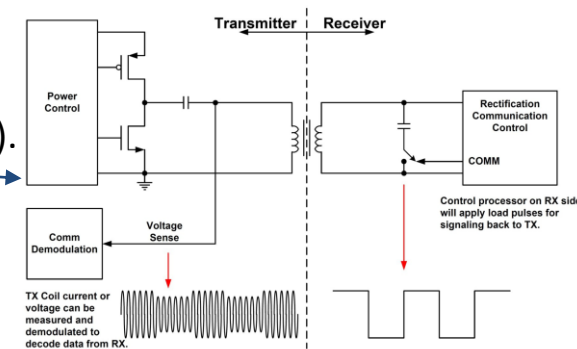 Transmitter
Receiver
).
Power
Control
Rectification
Communication
Control
COMM
Control processor on RX side
will apply load pulses for
signaling back to TX.
Comm
Demodulation
Voltage
Sense
TX Coil current or
voltage can be
measured and
demodulated to
decode data from RX.